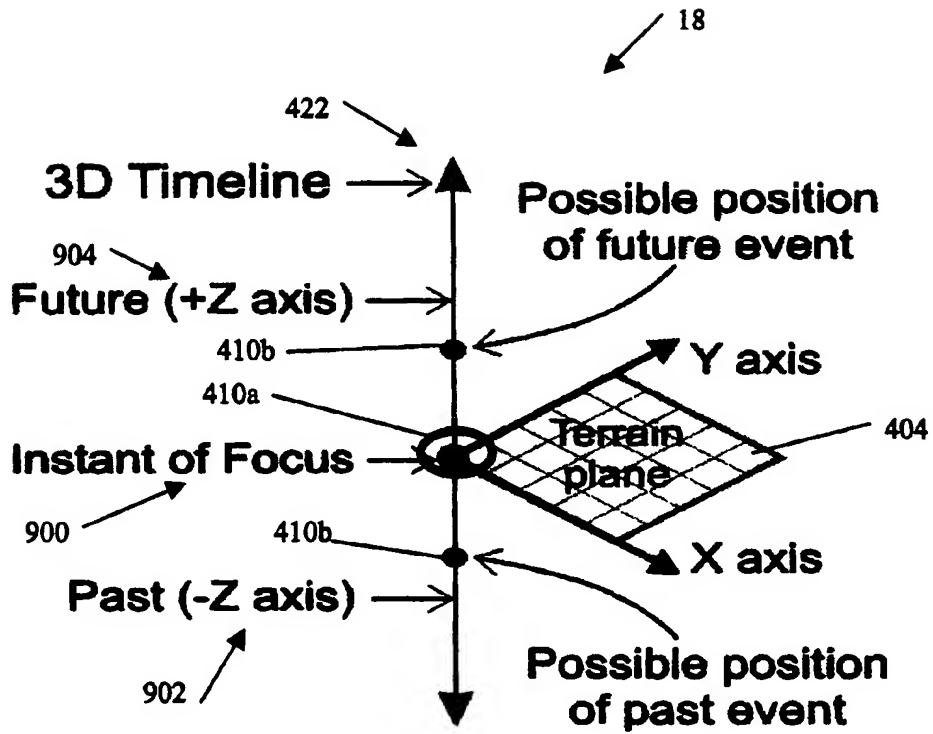 18
422
3D Timeline
Possible position
of future event
904
Future (+Z axis)
410b
Y axis
410a
Terrain
plane
404
Instant of Focus
900
410b
X axis
Past (-Z axis)
902
Possible position
of past event